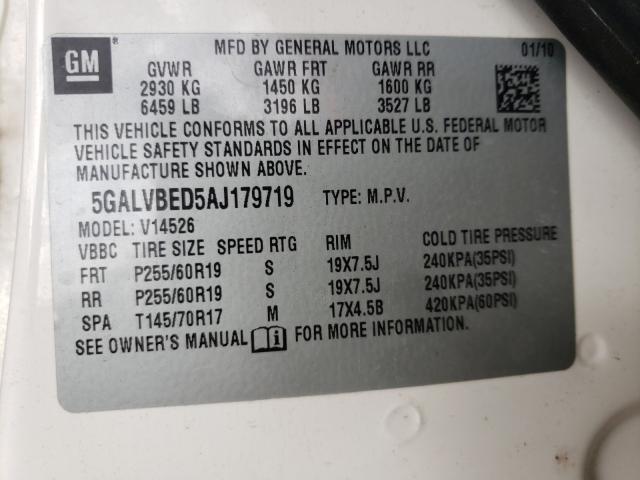 GM ® MFD BY GENERAL MOTORS LLC 01/10
GVWR GAWR FRT GAWR RR
2930 KG 1450 KG 1600 KG
6459 LB 3196 LB 3527 LB
THIS VEHICLE CONFORMS TO ALL APPLICABLE U.S. FEDERAL MOTOR
VEHICLE SAFETY STANDARDS IN EFFECT ON THE DATE OF
MANUFACTURE SHOWN ABOVE.
5GALVBED5AJ179719 TYPE: M.P.V.
MODEL: V14526
VBBC TIRE SIZE SPEED RTG RIM COLD TIRE PRESSURE
FRT P255/60R19 S 19X7.5J 240KPA(35PSI)
RR P255/60R19 S 19X7.5J 240KPA(35PSI)
SPA T145/70R17 M 17X4.5B 420KPA(60PSI)
SEE OWNER'S MANUAL FOR MORE INFORMATION.